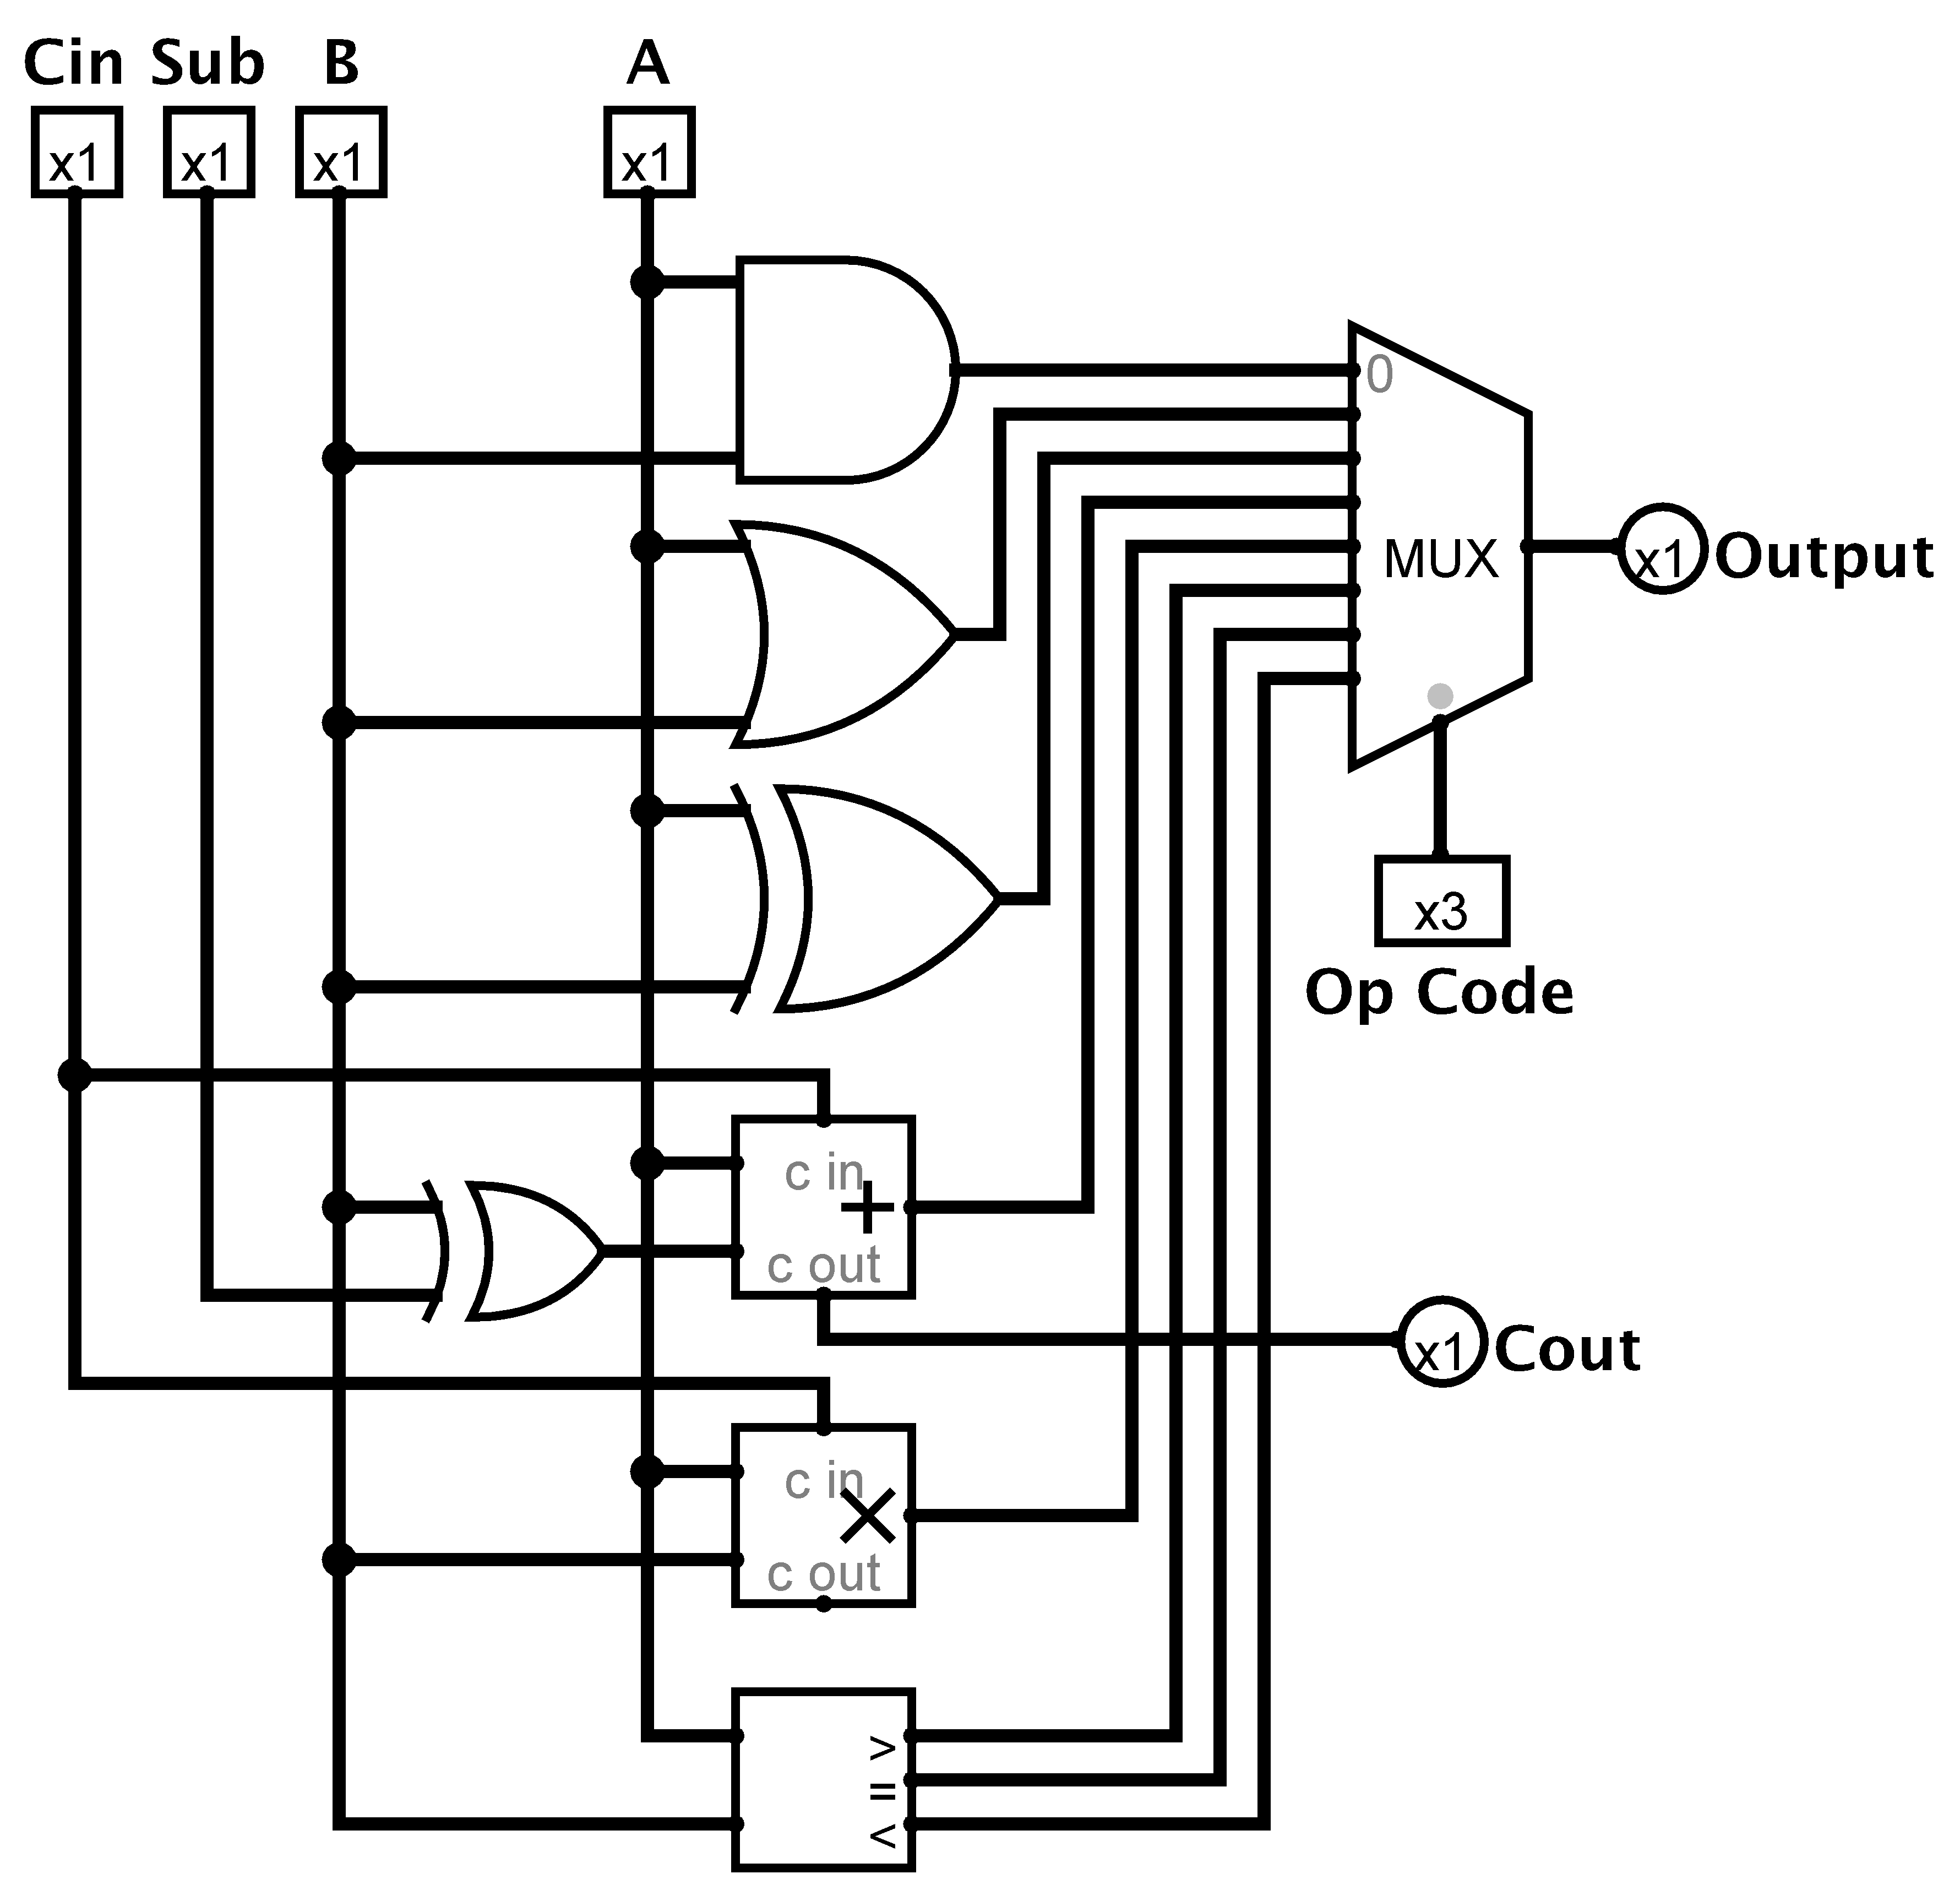 Cin Sub B A
x1 x1 x1 x1
0
MUX
x1 Output
x3
Op Code
c in
+
c out
x1 Cout
c in
×
c out
>
=
<